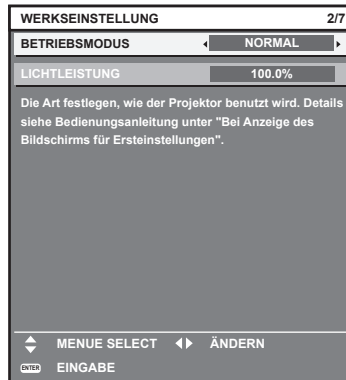 WERKSEINSTELLUNG 2/7
BETRIEBSMODUS NORMAL
LICHTLEISTUNG 100.0%
Die Art festlegen, wie der Projektor benutzt wird. Details
siehe Bedienungsanleitung unter "Bei Anzeige des
Bildschirms für Ersteinstellungen".
MENUE SELECT ÄNDERN
ENTER EINGABE